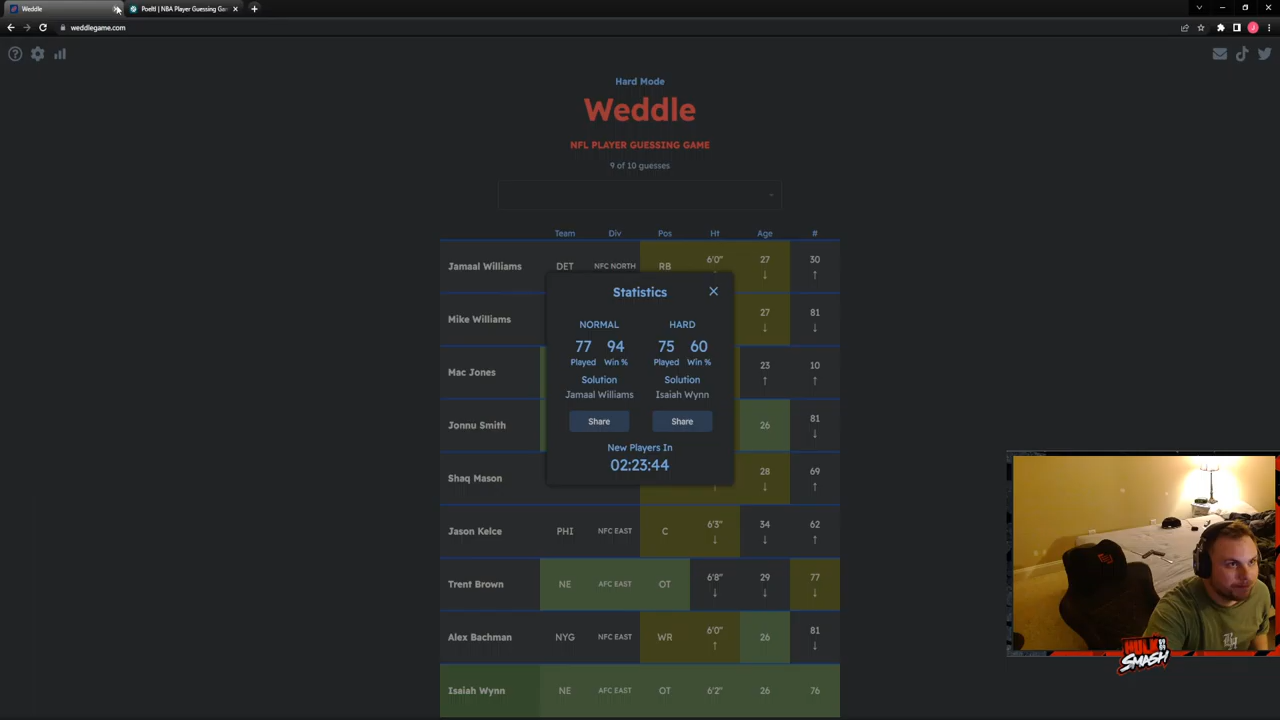 Weddle
Poeltl | NBA Player Guessing Ga
weddlegame.com
J
Hard Mode
Weddle
NFL PLAYER GUESSING GAME
9 of 10 guesses
Team Div Pos Ht Age #
Jamaal Williams DET NFC NORTH RB 6'0" 27 ↓ 30 ↑
Mike Williams 27 ↓ 81 ↓
Mac Jones 23 ↑ 10 ↑
Jonnu Smith 26 81 ↓
Shaq Mason 28 ↓ 69 ↑
Jason Kelce PHI NFC EAST C 6'3" ↓ 34 ↓ 62 ↑
Trent Brown NE AFC EAST OT 6'8" ↓ 29 ↓ 77 ↓
Alex Bachman NYG NFC EAST WR 6'0" ↑ 26 81 ↓
Isaiah Wynn NE AFC EAST OT 6'2" 26 76
Statistics
NORMAL HARD
77 94 75 60
Played Win % Played Win %
Solution Solution
Jamaal Williams Isaiah Wynn
Share Share
New Players In
02:23:44
HULK
SMASH